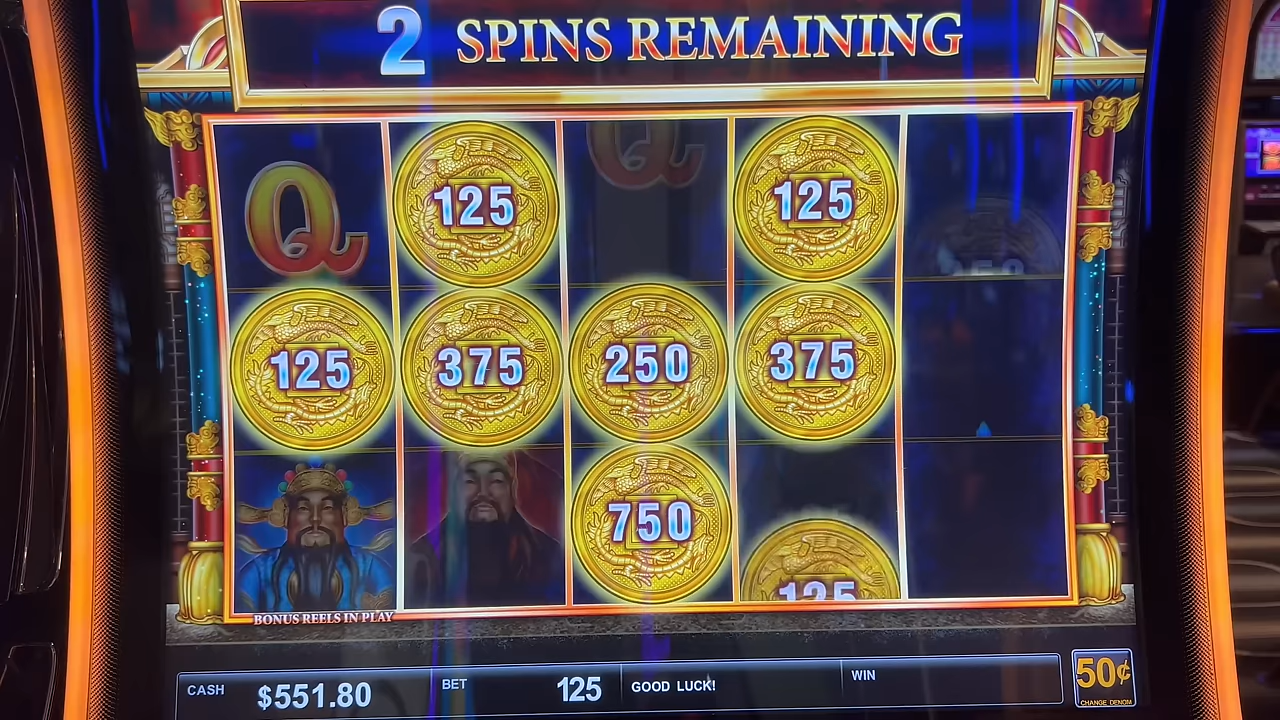 2 SPINS REMAINING
Q
125
Q
125
125
375
250
375
750
125
BONUS REELS IN PLAY
CASH
$551.80
BET
125
GOOD LUCK!
WIN
50¢
CHANGE DENOM